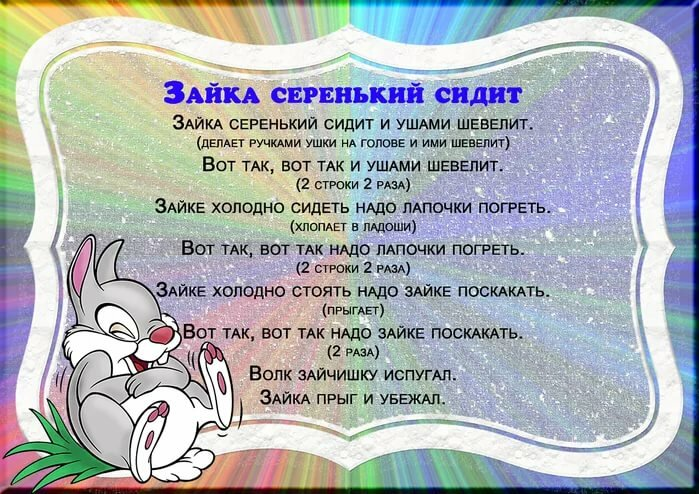 Зайка серенький сидит
Зайка серенький сидит и ушами шевелит.
(делает ручками ушки на голове и ими шевелит)
Вот так, вот так и ушами шевелит.
(2 строки 2 раза)
Зайке холодно сидеть надо лапочки погреть.
(хлопает в ладоши)
Вот так, вот так надо лапочки погреть.
(2 строки 2 раза)
Зайке холодно стоять надо зайке поскакать.
(прыгает)
Вот так, вот так надо зайке поскакать.
(2 раза)
Волк зайчишку испугал.
Зайка прыг и убежал.